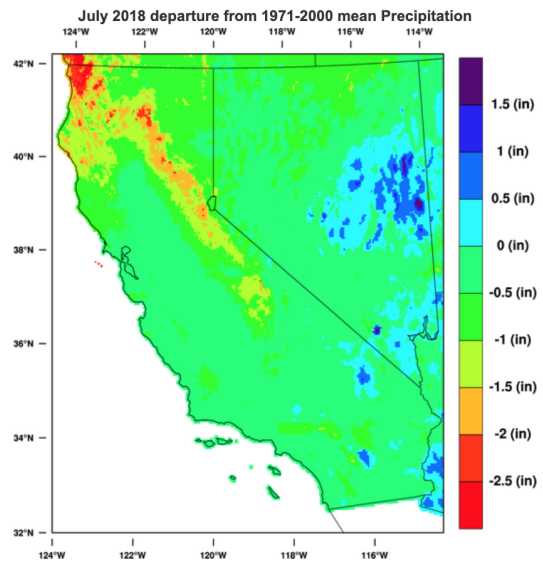 July 2018 departure from 1971-2000 mean Precipitation
124°W 122°W 120°W 118°W 116°W 114°W
42°N
40°N
38°N
36°N
34°N
32°N
124°W 122°W 120°W 118°W 116°W
1.5 (in)
1 (in)
0.5 (in)
0 (in)
-0.5 (in)
-1 (in)
-1.5 (in)
-2 (in)
-2.5 (in)